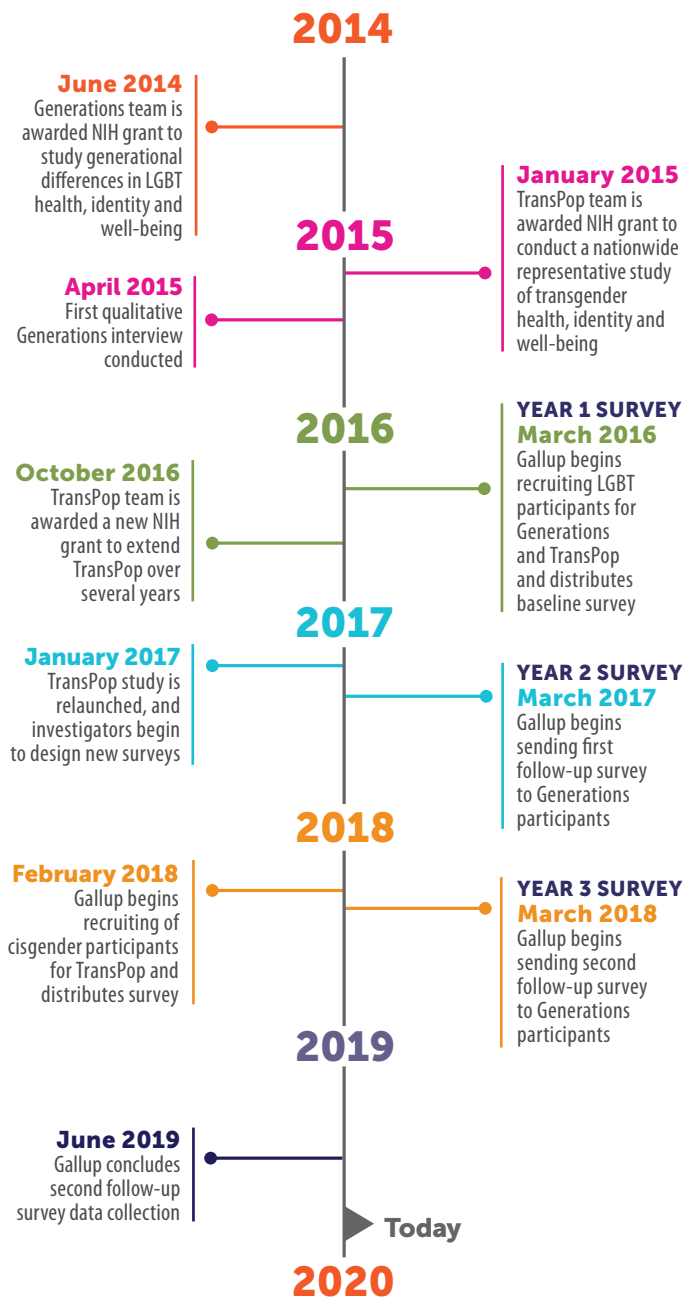 2014
June 2014
Generations team is
awarded NIH grant to
study generational
differences in LGBT
health, identity and
well-being
January 2015
TransPop team is
awarded NIH grant to
conduct a nationwide
representative study
of transgender
health, identity and
well-being
2015
April 2015
First qualitative
Generations interview
conducted
YEAR 1 SURVEY
March 2016
Gallup begins
recruiting LGBT
participants for
Generations
and TransPop
and distributes
baseline survey
2016
October 2016
TransPop team is
awarded a new NIH
grant to extend
TransPop over
several years
2017
January 2017
TransPop study is
relaunched, and
investigators begin
to design new surveys
YEAR 2 SURVEY
March 2017
Gallup begins
sending first
follow-up survey
to Generations
participants
2018
February 2018
Gallup begins
recruiting of
cisgender participants
for TransPop and
distributes survey
YEAR 3 SURVEY
March 2018
Gallup begins
sending second
follow-up survey
to Generations
participants
2019
June 2019
Gallup concludes
second follow-up
survey data collection
Today
2020